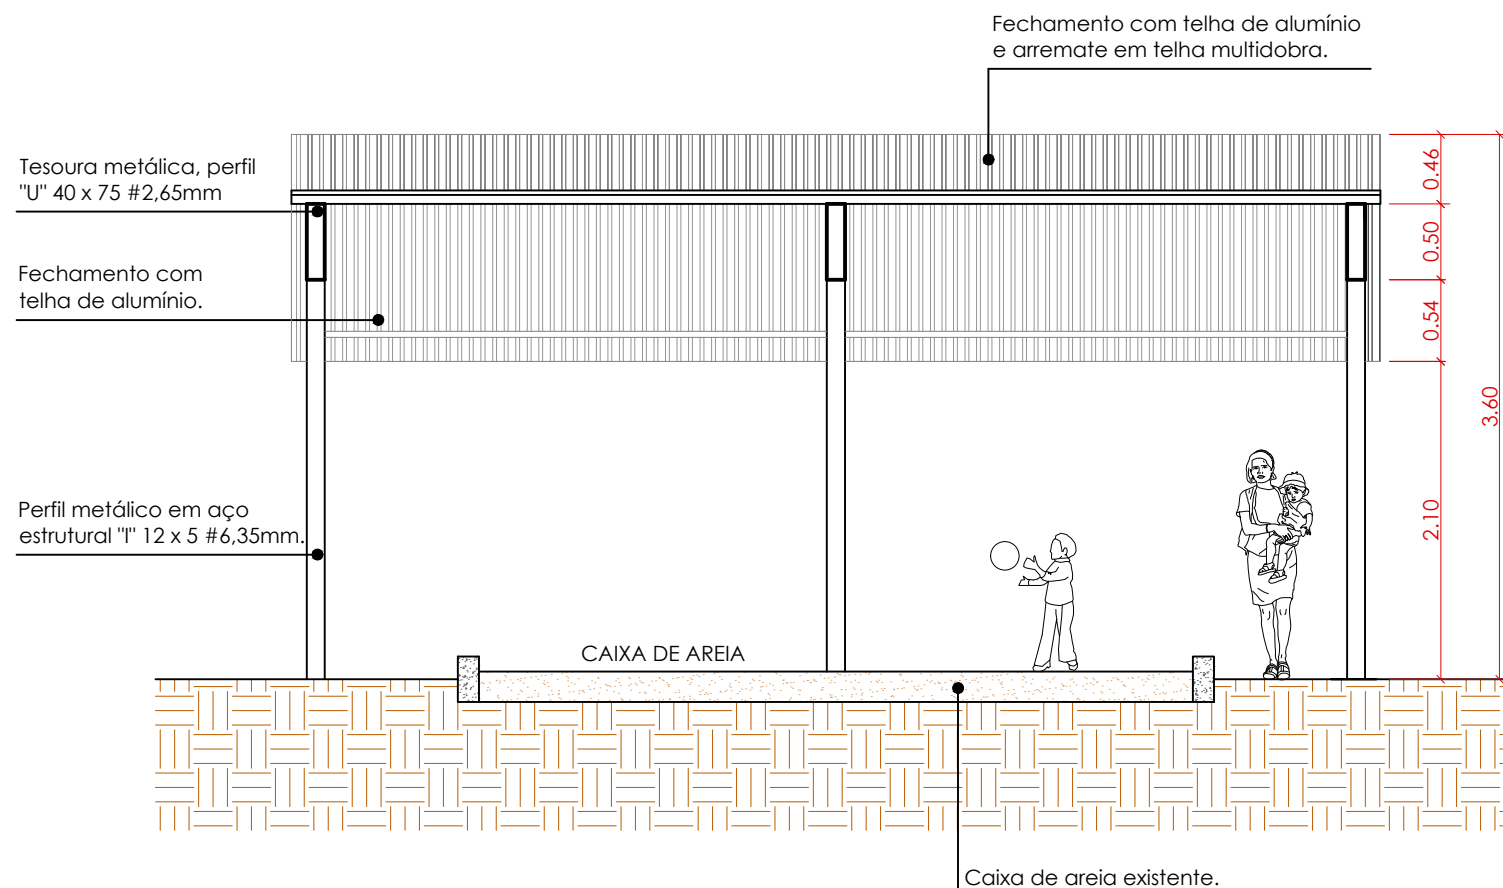 Fechamento com telha de alumínio
e arremate em telha multidobra.
Tesoura metálica, perfil
"U" 40 x 75 #2,65mm
0.46
0.50
Fechamento com
telha de alumínio.
0.54
3.60
Perfil metálico em aço
estrutural "I" 12 x 5 #6,35mm.
2.10
CAIXA DE AREIA
Caixa de areia existente.